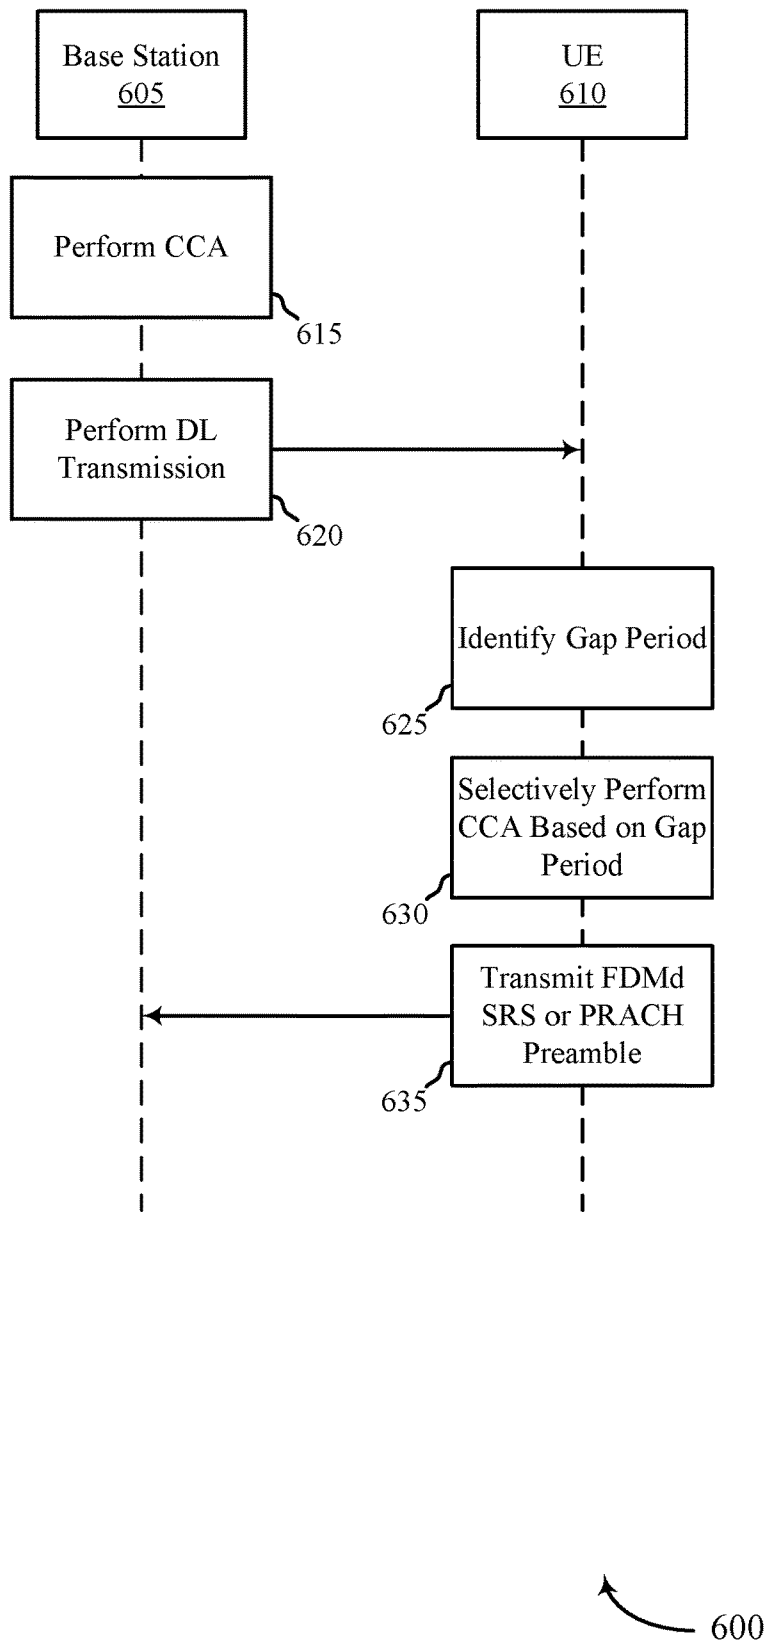 Base Station
605
UE
610
Perform CCA
615
Perform DL
Transmission
620
Identify Gap Period
625
Selectively Perform
CCA Based on Gap
Period
630
Transmit FDMd
SRS or PRACH
Preamble
635
600